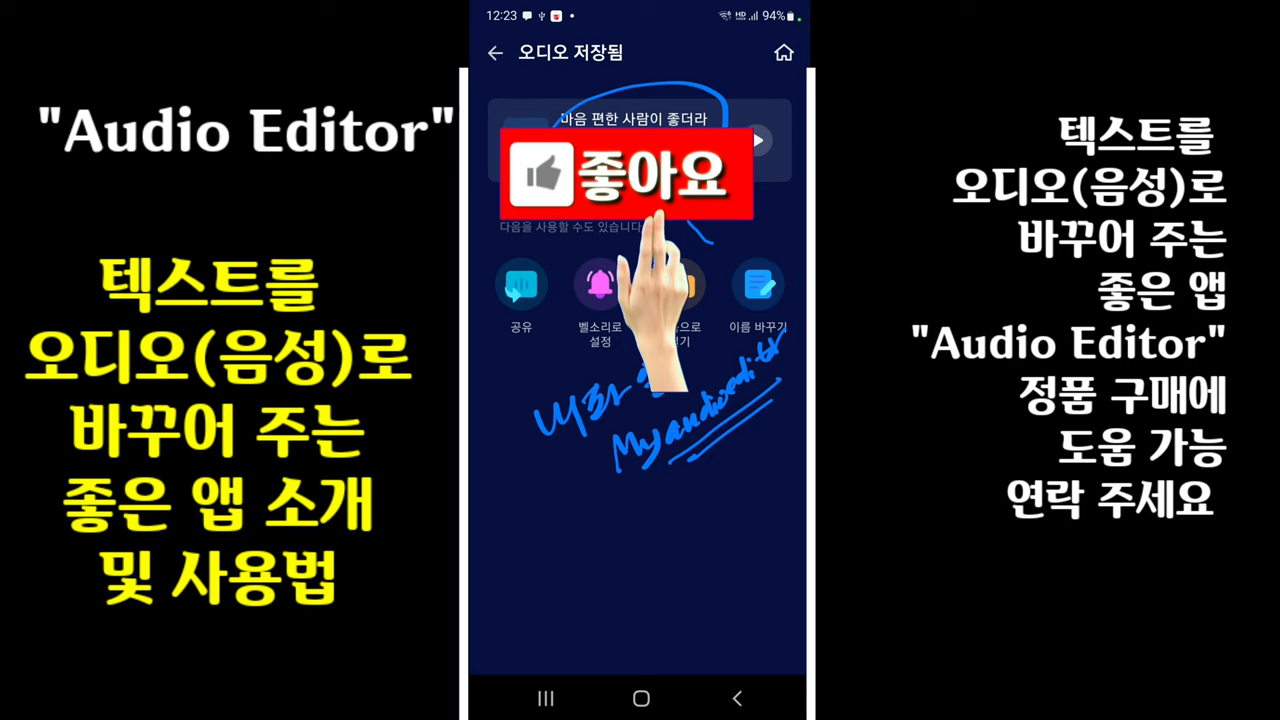 "Audio Editor"
텍스트를
오디오(음성)로
바꾸어 주는
좋은 앱 소개
및 사용법
12:23
94%
오디오 저장됨
마음 편한 사람이 좋더라
좋아요
다음을 사용할 수도 있습니다
공유
벨소리로
설정
이름 바꾸기
My audio editor
텍스트를
오디오(음성)로
바꾸어 주는
좋은 앱
"Audio Editor"
정품 구매에
도움 가능
연락 주세요